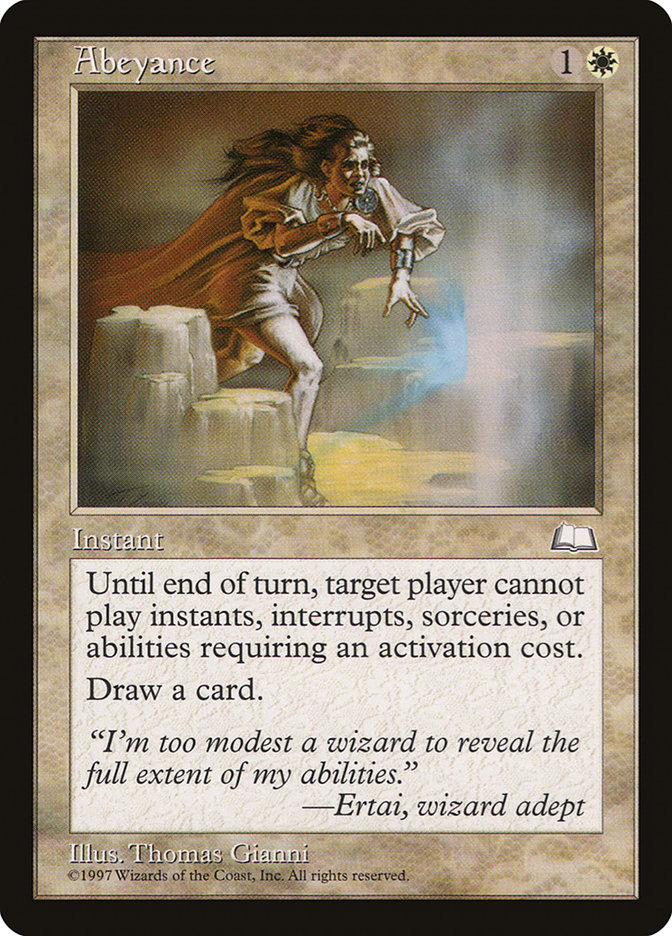 Abeyance 1
Instant
Until end of turn, target player cannot
play instants, interrupts, sorceries, or
abilities requiring an activation cost.
Draw a card.
“I'm too modest a wizard to reveal the
full extent of my abilities.”
—Ertai, wizard adept
Illus. Thomas Gianni
©1997 Wizards of the Coast, Inc. All rights reserved.